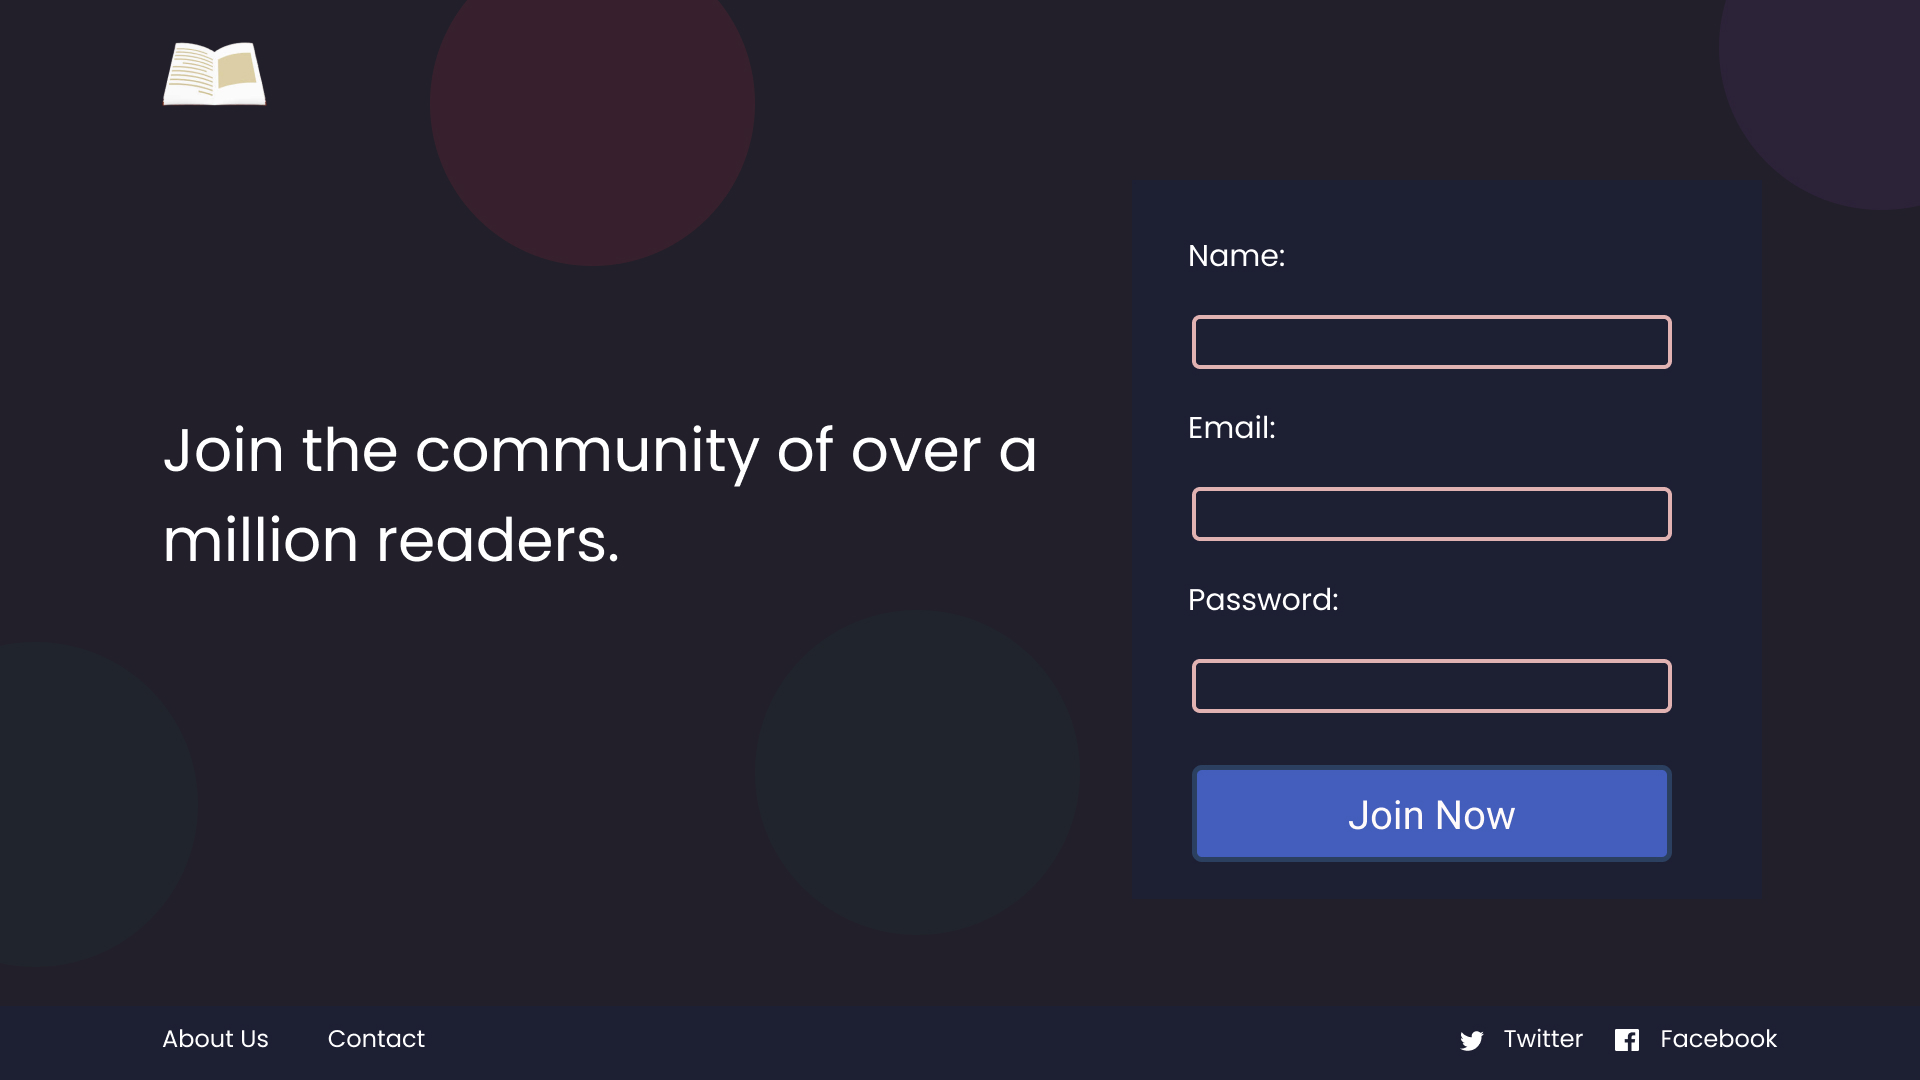 Join the community of over a
million readers.
Name:
Email:
Password:
Join Now
About Us
Contact
Twitter
Facebook